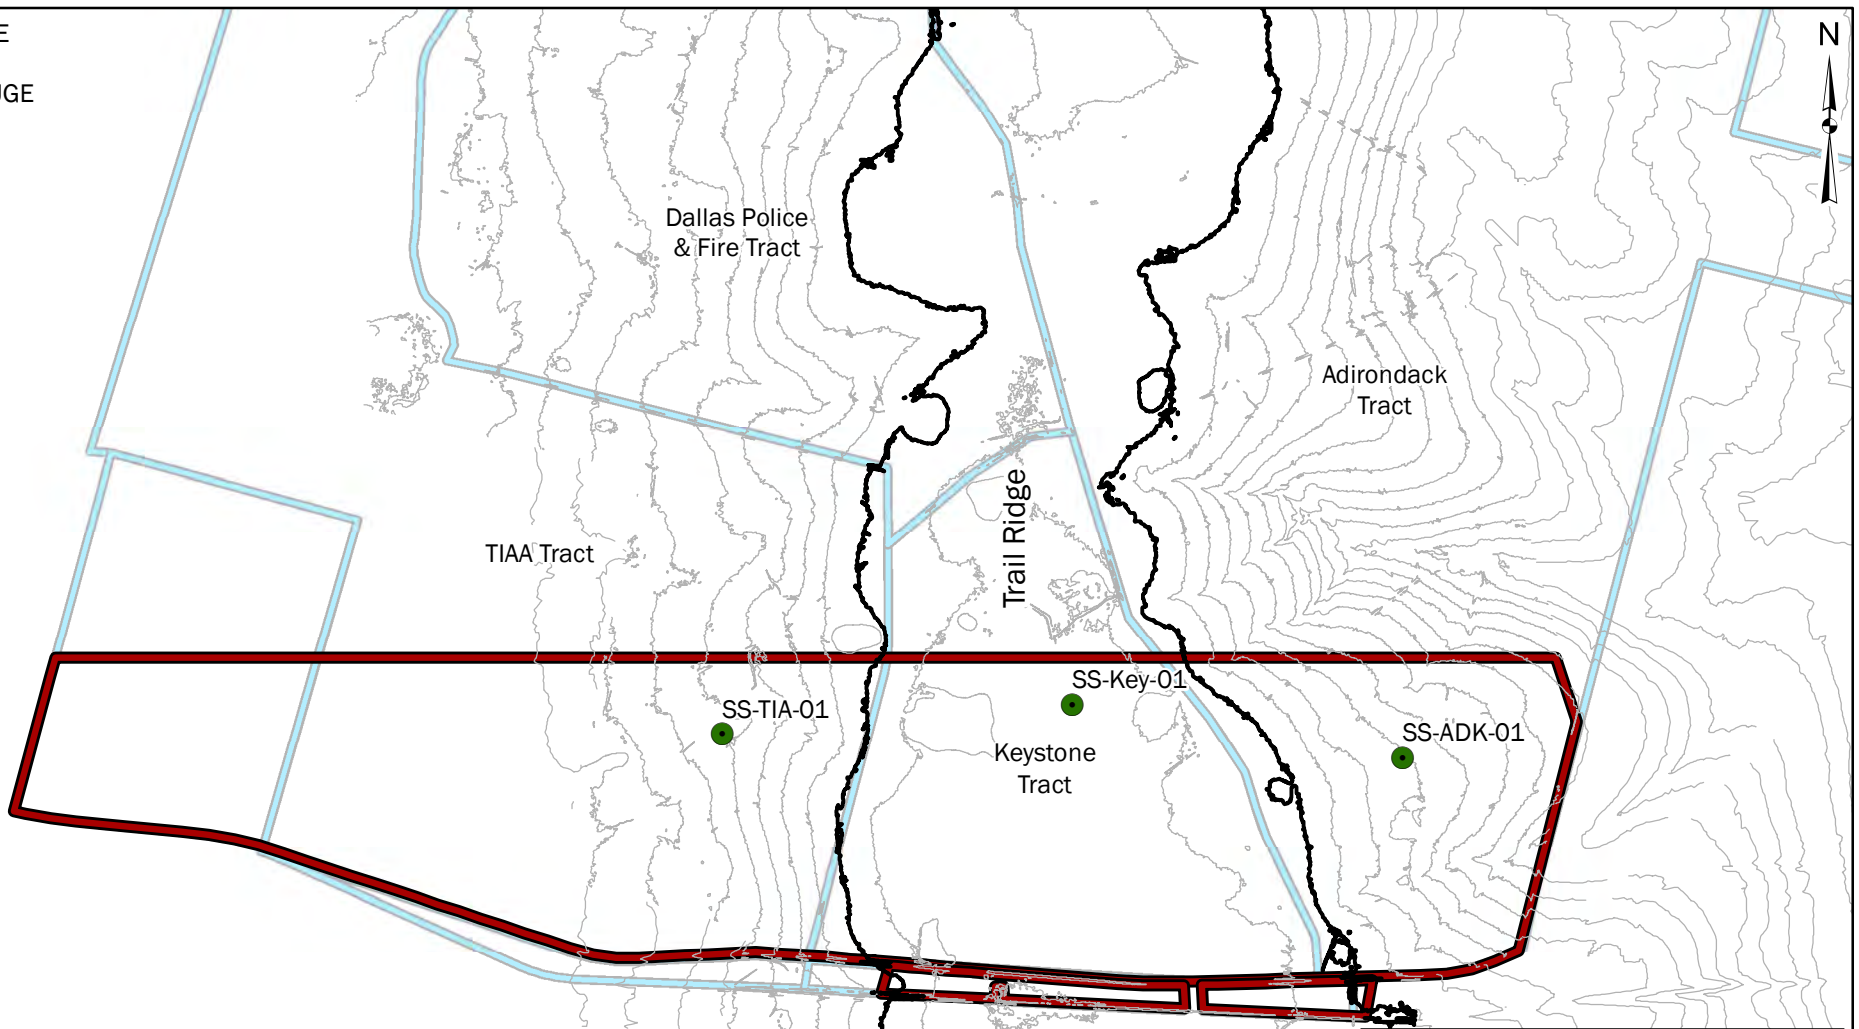 E
UGE
N
Dallas Police
& Fire Tract
Adirondack
Tract
Trail Ridge
TIAA Tract
SS-Key-01
SS-TIA-01
SS-ADK-01
Keystone
Tract